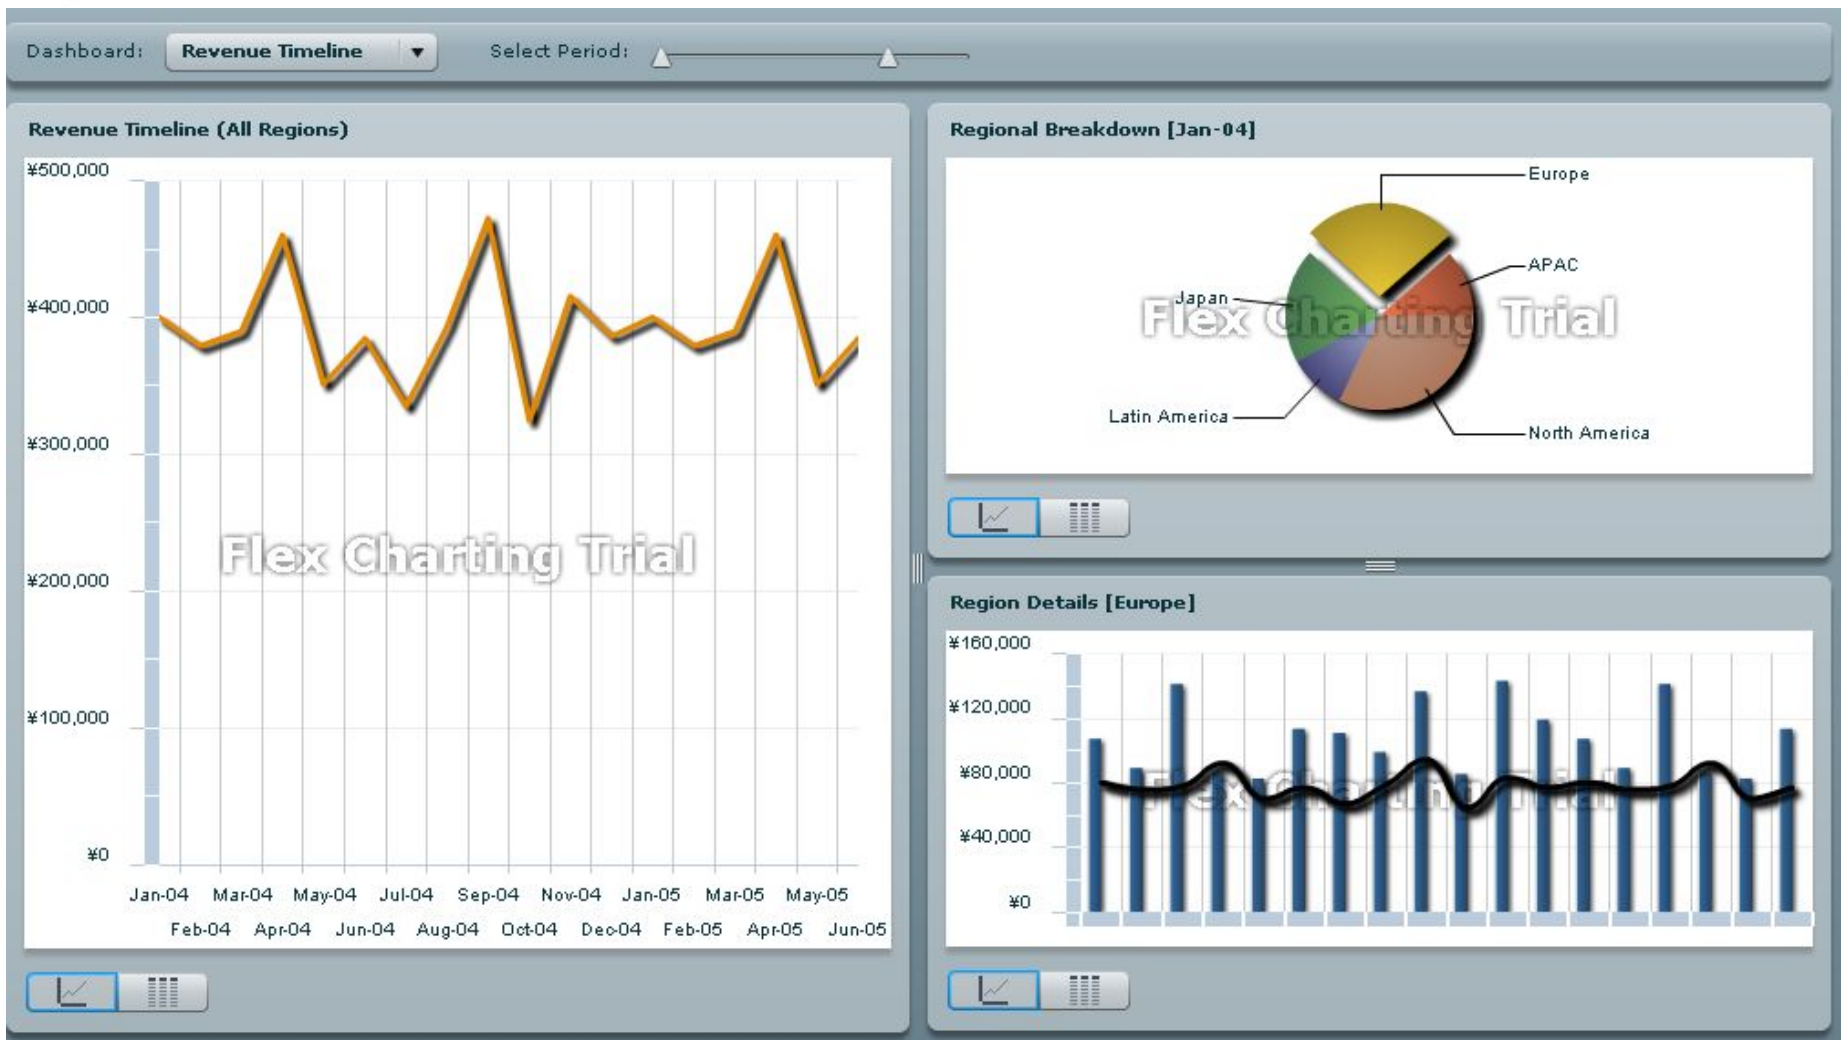 Dashboard: Revenue Timeline Select Period:
Revenue Timeline (All Regions)
¥500,000
¥400,000
¥300,000
¥200,000
¥100,000
¥0
Flex Charting Trial
Jan-04 Mar-04 May-04 Jul-04 Sep-04 Nov-04 Jan-05 Mar-05 May-05
Feb-04 Apr-04 Jun-04 Aug-04 Oct-04 Dec-04 Feb-05 Apr-05 Jun-05
Regional Breakdown [Jan-04]
Europe
APAC
Japan
Flex Charting Trial
Latin America
North America
Region Details [Europe]
¥160,000
¥120,000
¥80,000
¥40,000
¥0
Flex Charting Trial